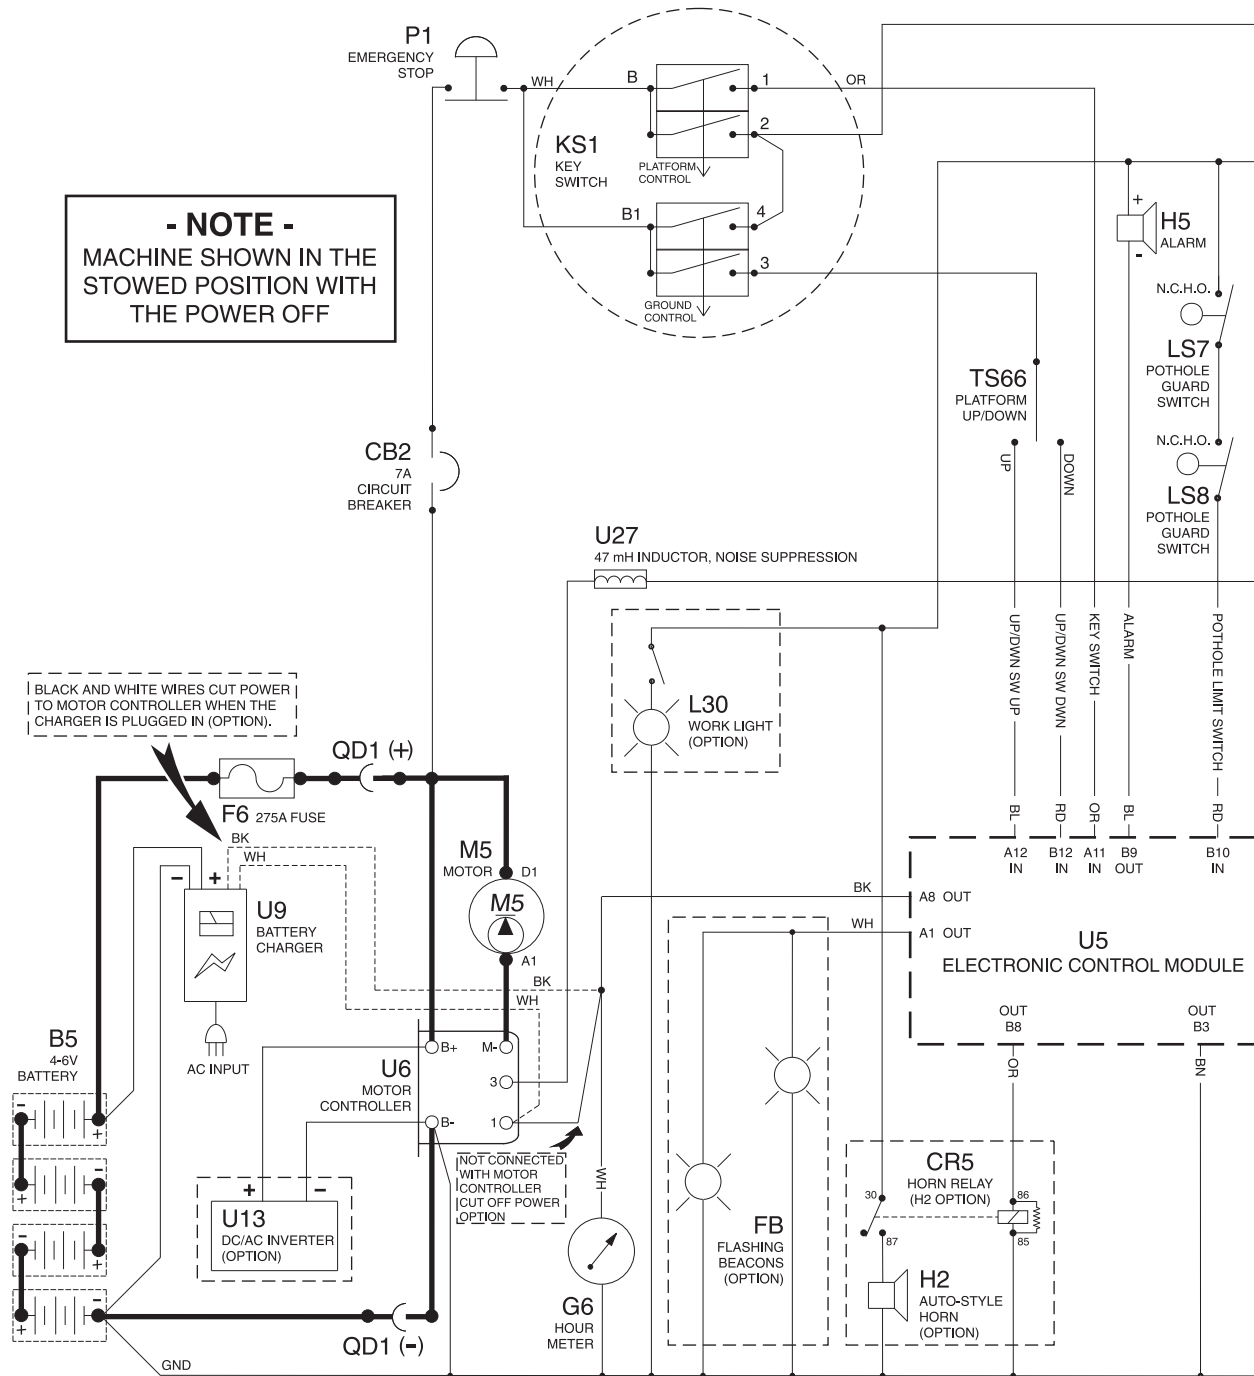 P1
EMERGENCY
STOP
WH
B
1
OR
2
KS1
KEY
SWITCH
PLATFORM
CONTROL
B1
4
3
GROUND
CONTROL
- NOTE -
MACHINE SHOWN IN THE
STOWED POSITION WITH
THE POWER OFF
+
H5
ALARM
-
N.C.H.O.
LS7
POTHOLE
GUARD
SWITCH
TS66
PLATFORM
UP/DOWN
UP
DOWN
N.C.H.O.
LS8
POTHOLE
GUARD
SWITCH
CB2
7A
CIRCUIT
BREAKER
U27
47 mH INDUCTOR, NOISE SUPPRESSION
UP/DWN SW UP
UP/DWN SW DWN
KEY SWITCH
ALARM
POTHOLE LIMIT SWITCH
BL
RD
OR
BL
RD
L30
WORK LIGHT
(OPTION)
BLACK AND WHITE WIRES CUT POWER
TO MOTOR CONTROLLER WHEN THE
CHARGER IS PLUGGED IN (OPTION).
QD1 (+)
F6 275A FUSE
BK
WH
- +
U9
BATTERY
CHARGER
AC INPUT
M5
MOTOR
D1
M5
A1
BK
WH
A12
IN
B12
IN
A11
IN
B9
OUT
B10
IN
BK
A8 OUT
WH
A1 OUT
U5
ELECTRONIC CONTROL MODULE
OUT
B8
OUT
B3
OR
BN
B5
4-6V
BATTERY
-
+
-
+
-
+
-
+
U6
MOTOR
CONTROLLER
B+
M-
3
B-
1
NOT CONNECTED
WITH MOTOR
CONTROLLER
CUT OFF POWER
OPTION
+ -
U13
DC/AC INVERTER
(OPTION)
QD1 (-)
GND
WH
G6
HOUR
METER
FB
FLASHING
BEACONS
(OPTION)
CR5
HORN RELAY
(H2 OPTION)
30
87
86
85
H2
AUTO-STYLE
HORN
(OPTION)